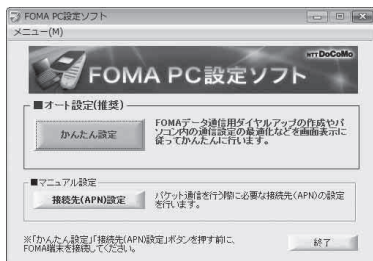 FOMA PC設定ソフト
メニュー(M)
NTT DoCoMo
FOMA PC設定ソフト
■オート設定(推奨)
かんたん設定
FOMAデータ通信用ダイヤルアップの作成やパ
ソコン内の通信設定の最適化などを画面表示に
従ってかんたんに行います。
■マニュアル設定
接続先(APN)設定
パケット通信を行う際に必要な接続先(APN)の設定
を行います。
※「かんたん設定」「接続先(APN)設定」ボタンを押す前に、
FOMA端末を接続してください。
終了